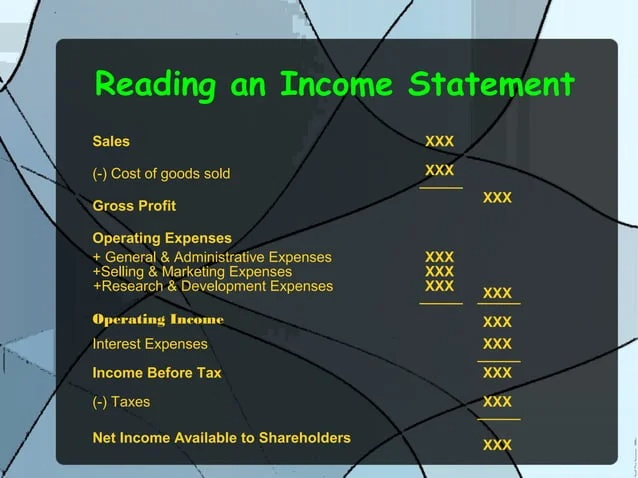 Reading an Income Statement
Sales XXX
(-) Cost of goods sold XXX
Gross Profit XXX
Operating Expenses
+ General & Administrative Expenses XXX
+Selling & Marketing Expenses XXX
+Research & Development Expenses XXX XXX
Operating Income XXX
Interest Expenses XXX
Income Before Tax XXX
(-) Taxes XXX
Net Income Available to Shareholders XXX